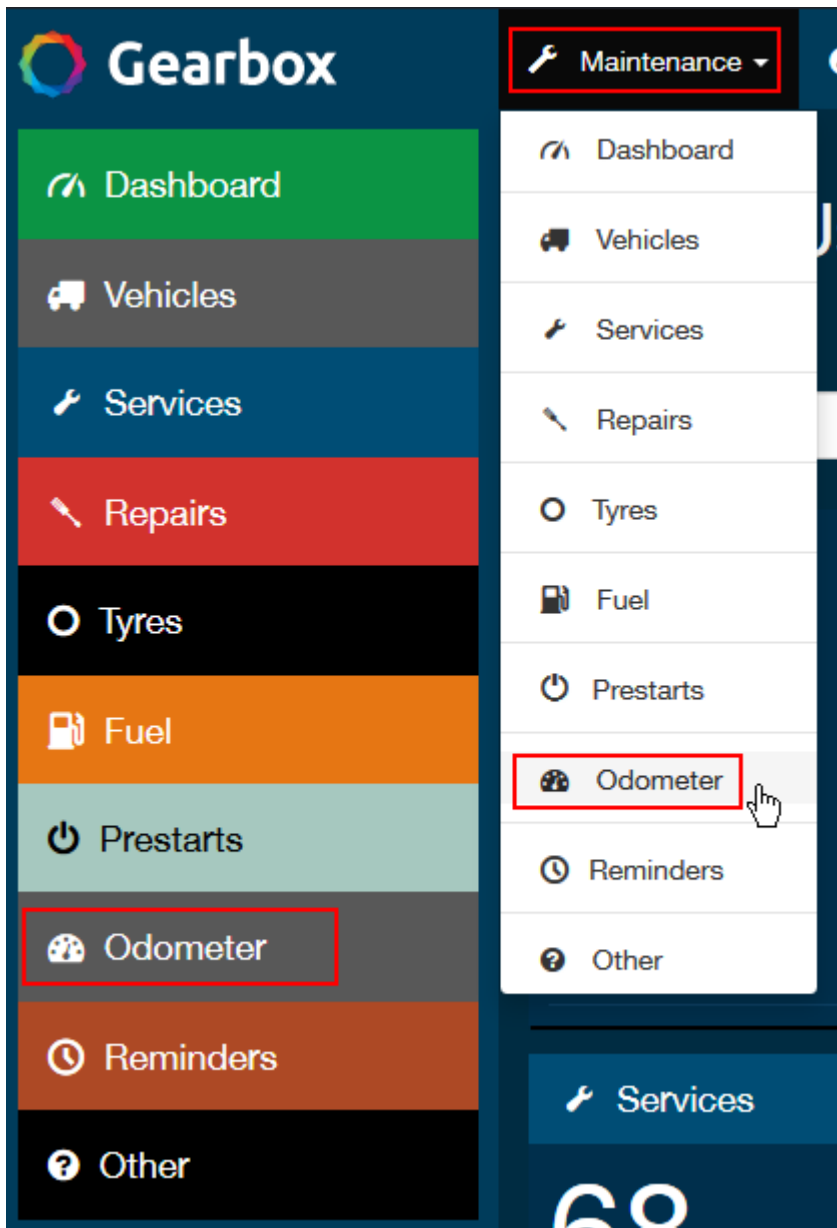 Gearbox
Dashboard
Vehicles
Services
Repairs
Tyres
Fuel
Prestarts
Odometer
Reminders
Other
Maintenance
Dashboard
Vehicles
Services
Repairs
Tyres
Fuel
Prestarts
Odometer
Reminders
Other
Services
68